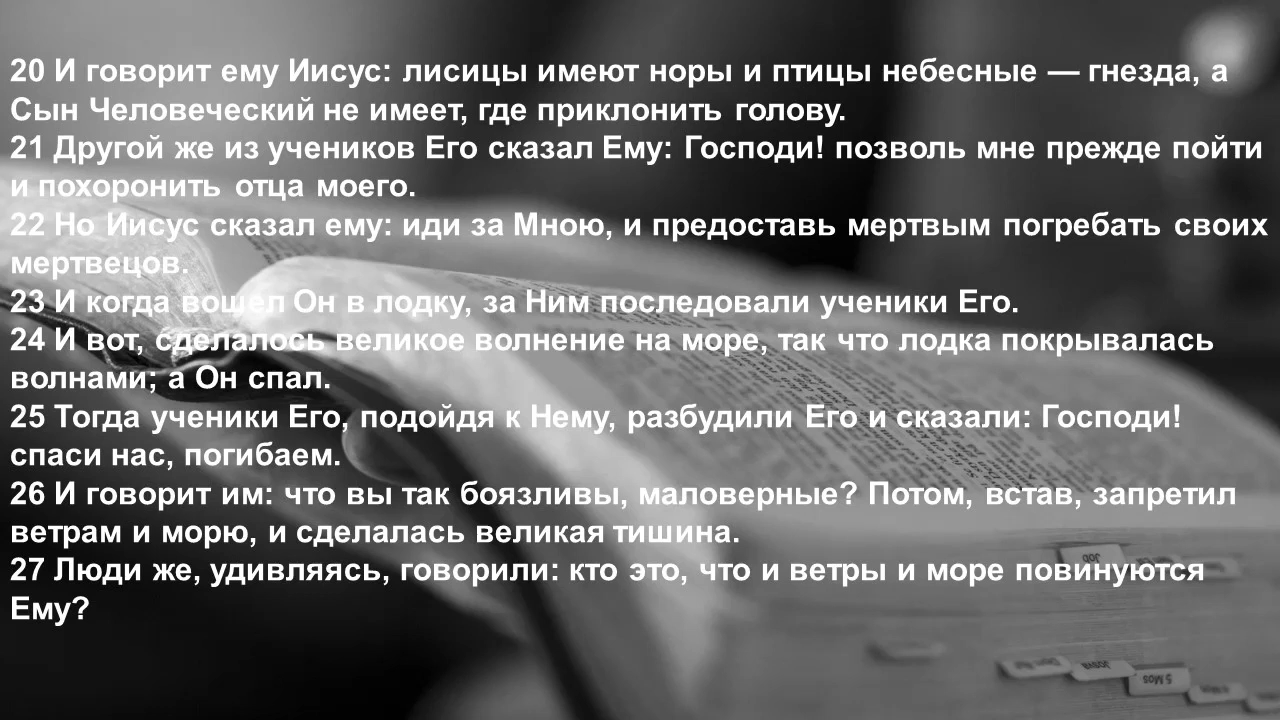 20 И говорит ему Иисус: лисицы имеют норы и птицы небесные — гнезда, а
Сын Человеческий не имеет, где приклонить голову.
21 Другой же из учеников Его сказал Ему: Господи! позволь мне прежде пойти
и похоронить отца моего.
22 Но Иисус сказал ему: иди за Мною, и предоставь мертвым погребать своих
мертвецов.
23 И когда вошел Он в лодку, за Ним последовали ученики Его.
24 И вот, сделалось великое волнение на море, так что лодка покрывалась
волнами; а Он спал.
25 Тогда ученики Его, подойдя к Нему, разбудили Его и сказали: Господи!
спаси нас, погибаем.
26 И говорит им: что вы так боязливы, маловерные? Потом, встав, запретил
ветрам и морю, и сделалась великая тишина.
27 Люди же, удивляясь, говорили: кто это, что и ветры и море повинуются
Ему?
Job
Josva
5 Mos